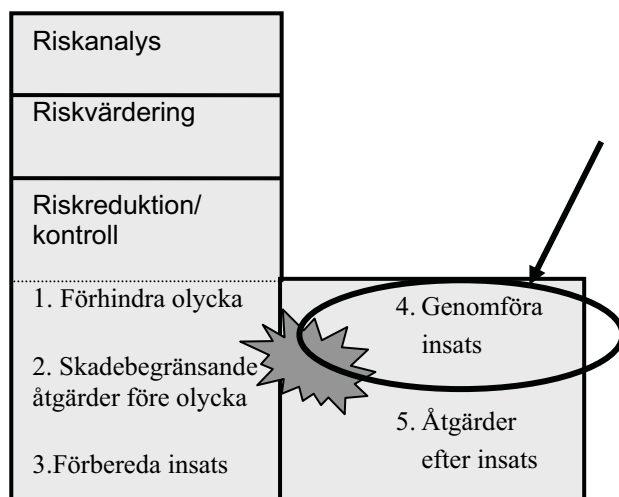 Riskanalys
Riskvärdering
Riskreduktion/
kontroll
1. Förhindra olycka
2. Skadebegränsande
åtgärder före olycka
3.Förbereda insats
4. Genomföra
insats
5. Åtgärder
efter insats